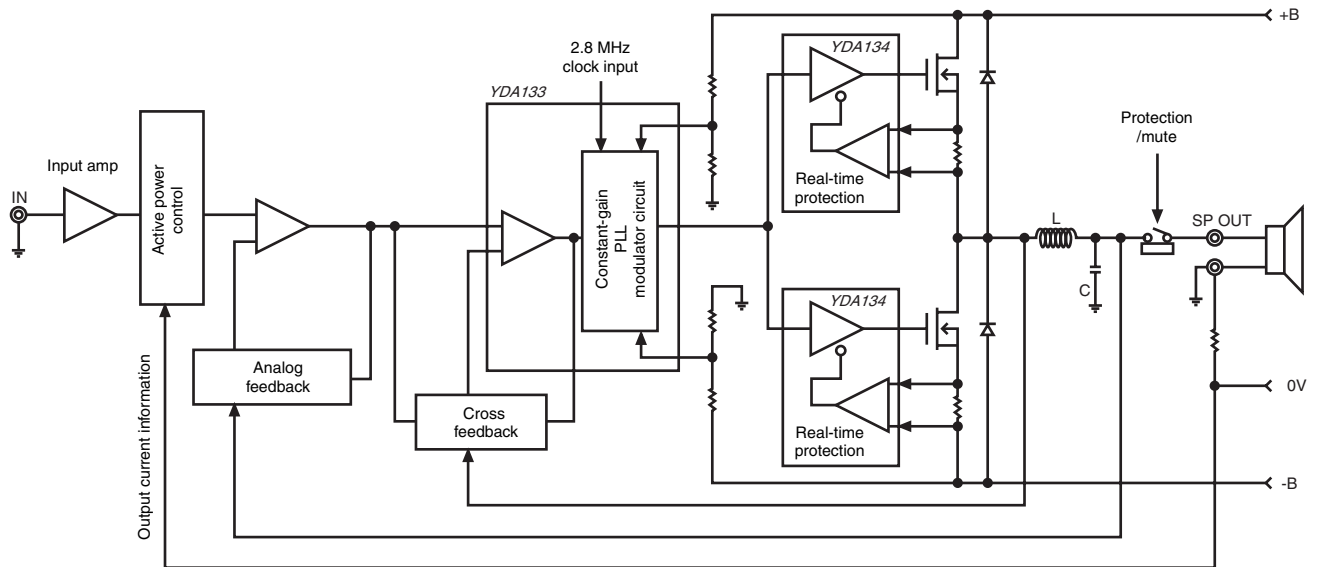 +B
YDA134
2.8 MHz
clock input
YDA133
Protection
/mute
Input amp
IN
Active power
control
Real-time
protection
Constant-gain
PLL
modulator circuit
L
SP OUT
C
YDA134
Analog
feedback
0V
Cross
feedback
Real-time
protection
Output current information
-B